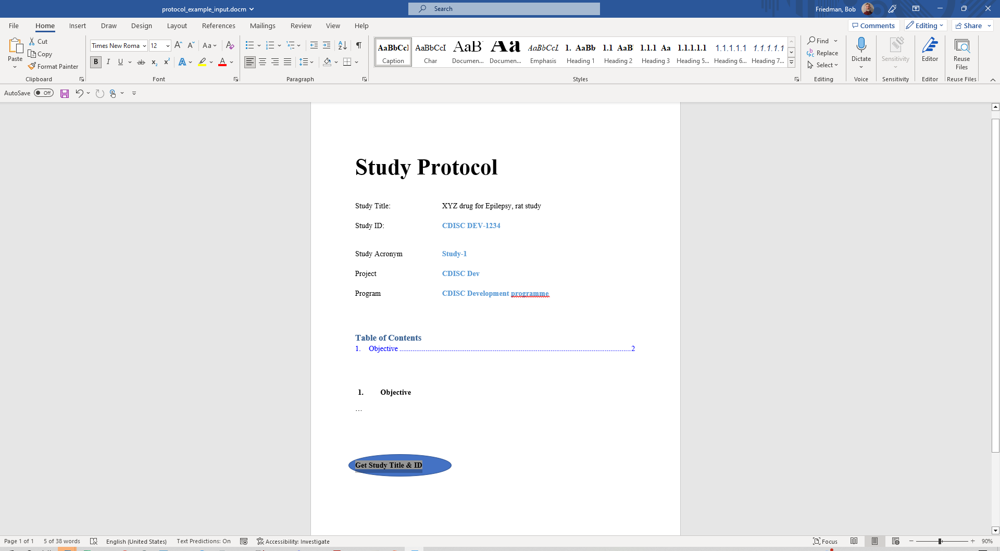 protocol_example_input.docm
Search
Friedman, Bob
File Home Insert Draw Design Layout References Mailings Review View Help
Comments Editing Share
Paste
Cut
Copy
Format Painter
Clipboard
Times New Roma 12
Aa
B I U ab x₂ x² A A
Font
Paragraph
AaBbCcI AaBbCcI AaB Aa AaBbCcL 1. AaBb 1.1 AaB 1.1.1 Aa 1.1.1.1.1 1.1.1.1.1 1.1.1.1.1
Caption Char Documen... Documen... Emphasis Heading 1 Heading 2 Heading 3 Heading 5... Heading 6... Heading 7...
Styles
Find
Replace
Select
Editing
Dictate
Voice
Sensitivity
Sensitivity
Editor
Editor
Reuse
Files
Reuse Files
AutoSave Off
Study Protocol
Study Title: XYZ drug for Epilepsy, rat study
Study ID: CDISC DEV-1234
Study Acronym Study-1
Project CDISC Dev
Program CDISC Development programme
Table of Contents
1. Objective ........................................................................................................................2
1. Objective
…
Get Study Title & ID
Page 1 of 1 5 of 38 words English (United States) Text Predictions: On Accessibility: Investigate Focus 90%